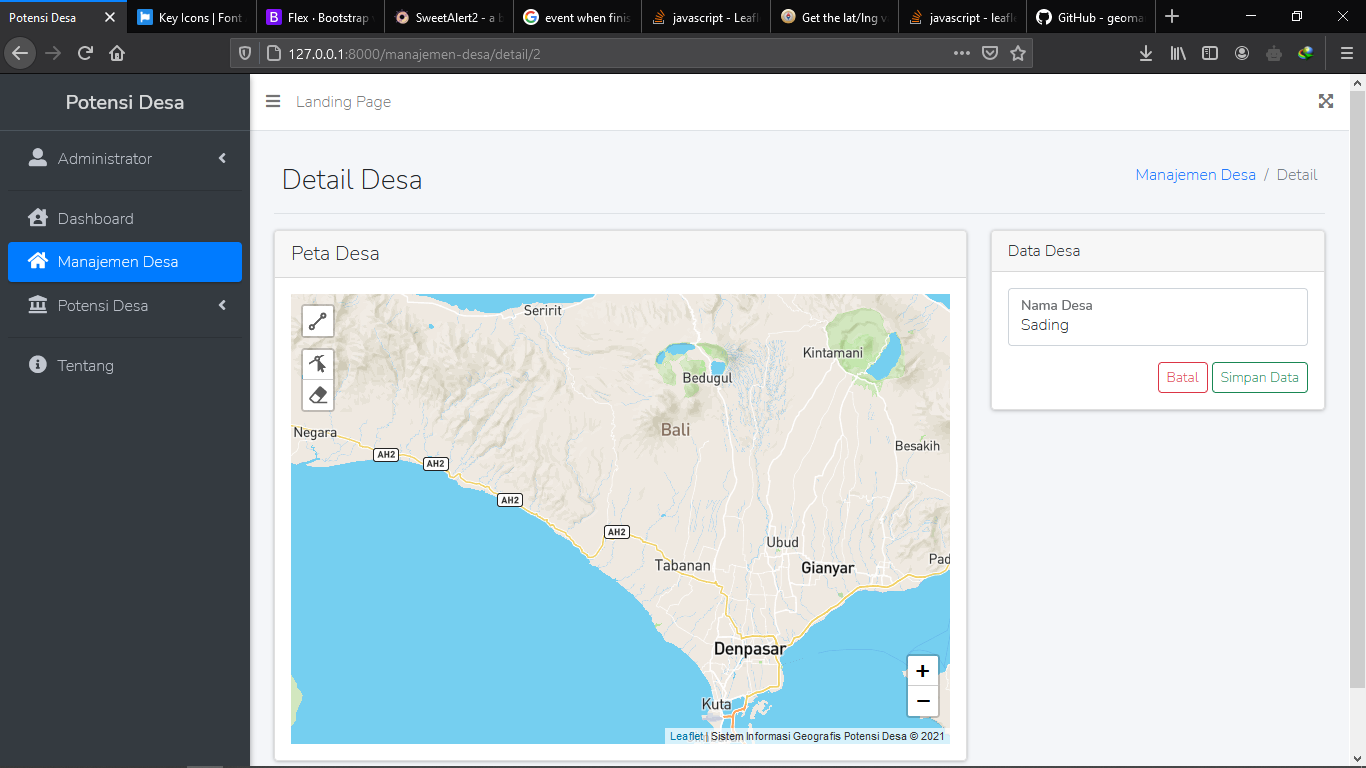 Potensi Desa
Key Icons | Font
Flex · Bootstrap
SweetAlert2 - a b
event when finis
javascript - Leafl
Get the lat/lng v
javascript - leafle
GitHub - geoma
127.0.0.1:8000/manajemen-desa/detail/2
Potensi Desa
Landing Page
Administrator
Dashboard
Manajemen Desa
Potensi Desa
Tentang
Detail Desa
Manajemen Desa / Detail
Peta Desa
Seririt
Kintamani
Bedugul
Bali
Negara
Besakih
AH2
AH2
AH2
AH2
Ubud
Tabanan
Gianyar
Pad
Denpasar
Kuta
+
−
Leaflet | Sistem Informasi Geografis Potensi Desa © 2021
Data Desa
Nama Desa
Sading
Batal
Simpan Data